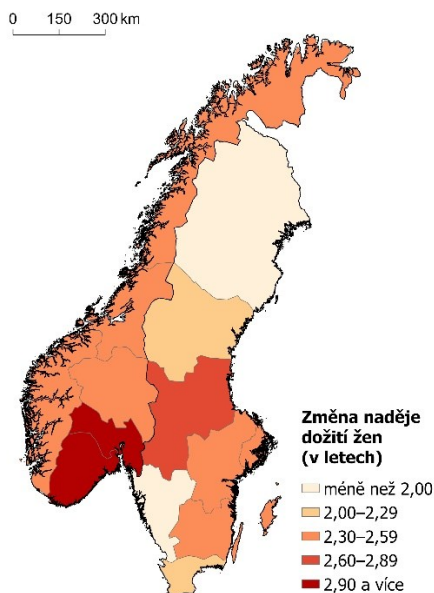 0 150 300 km
Změna naděje
dožití žen
(v letech)
méně než 2,00
2,00–2,29
2,30–2,59
2,60–2,89
2,90 a více